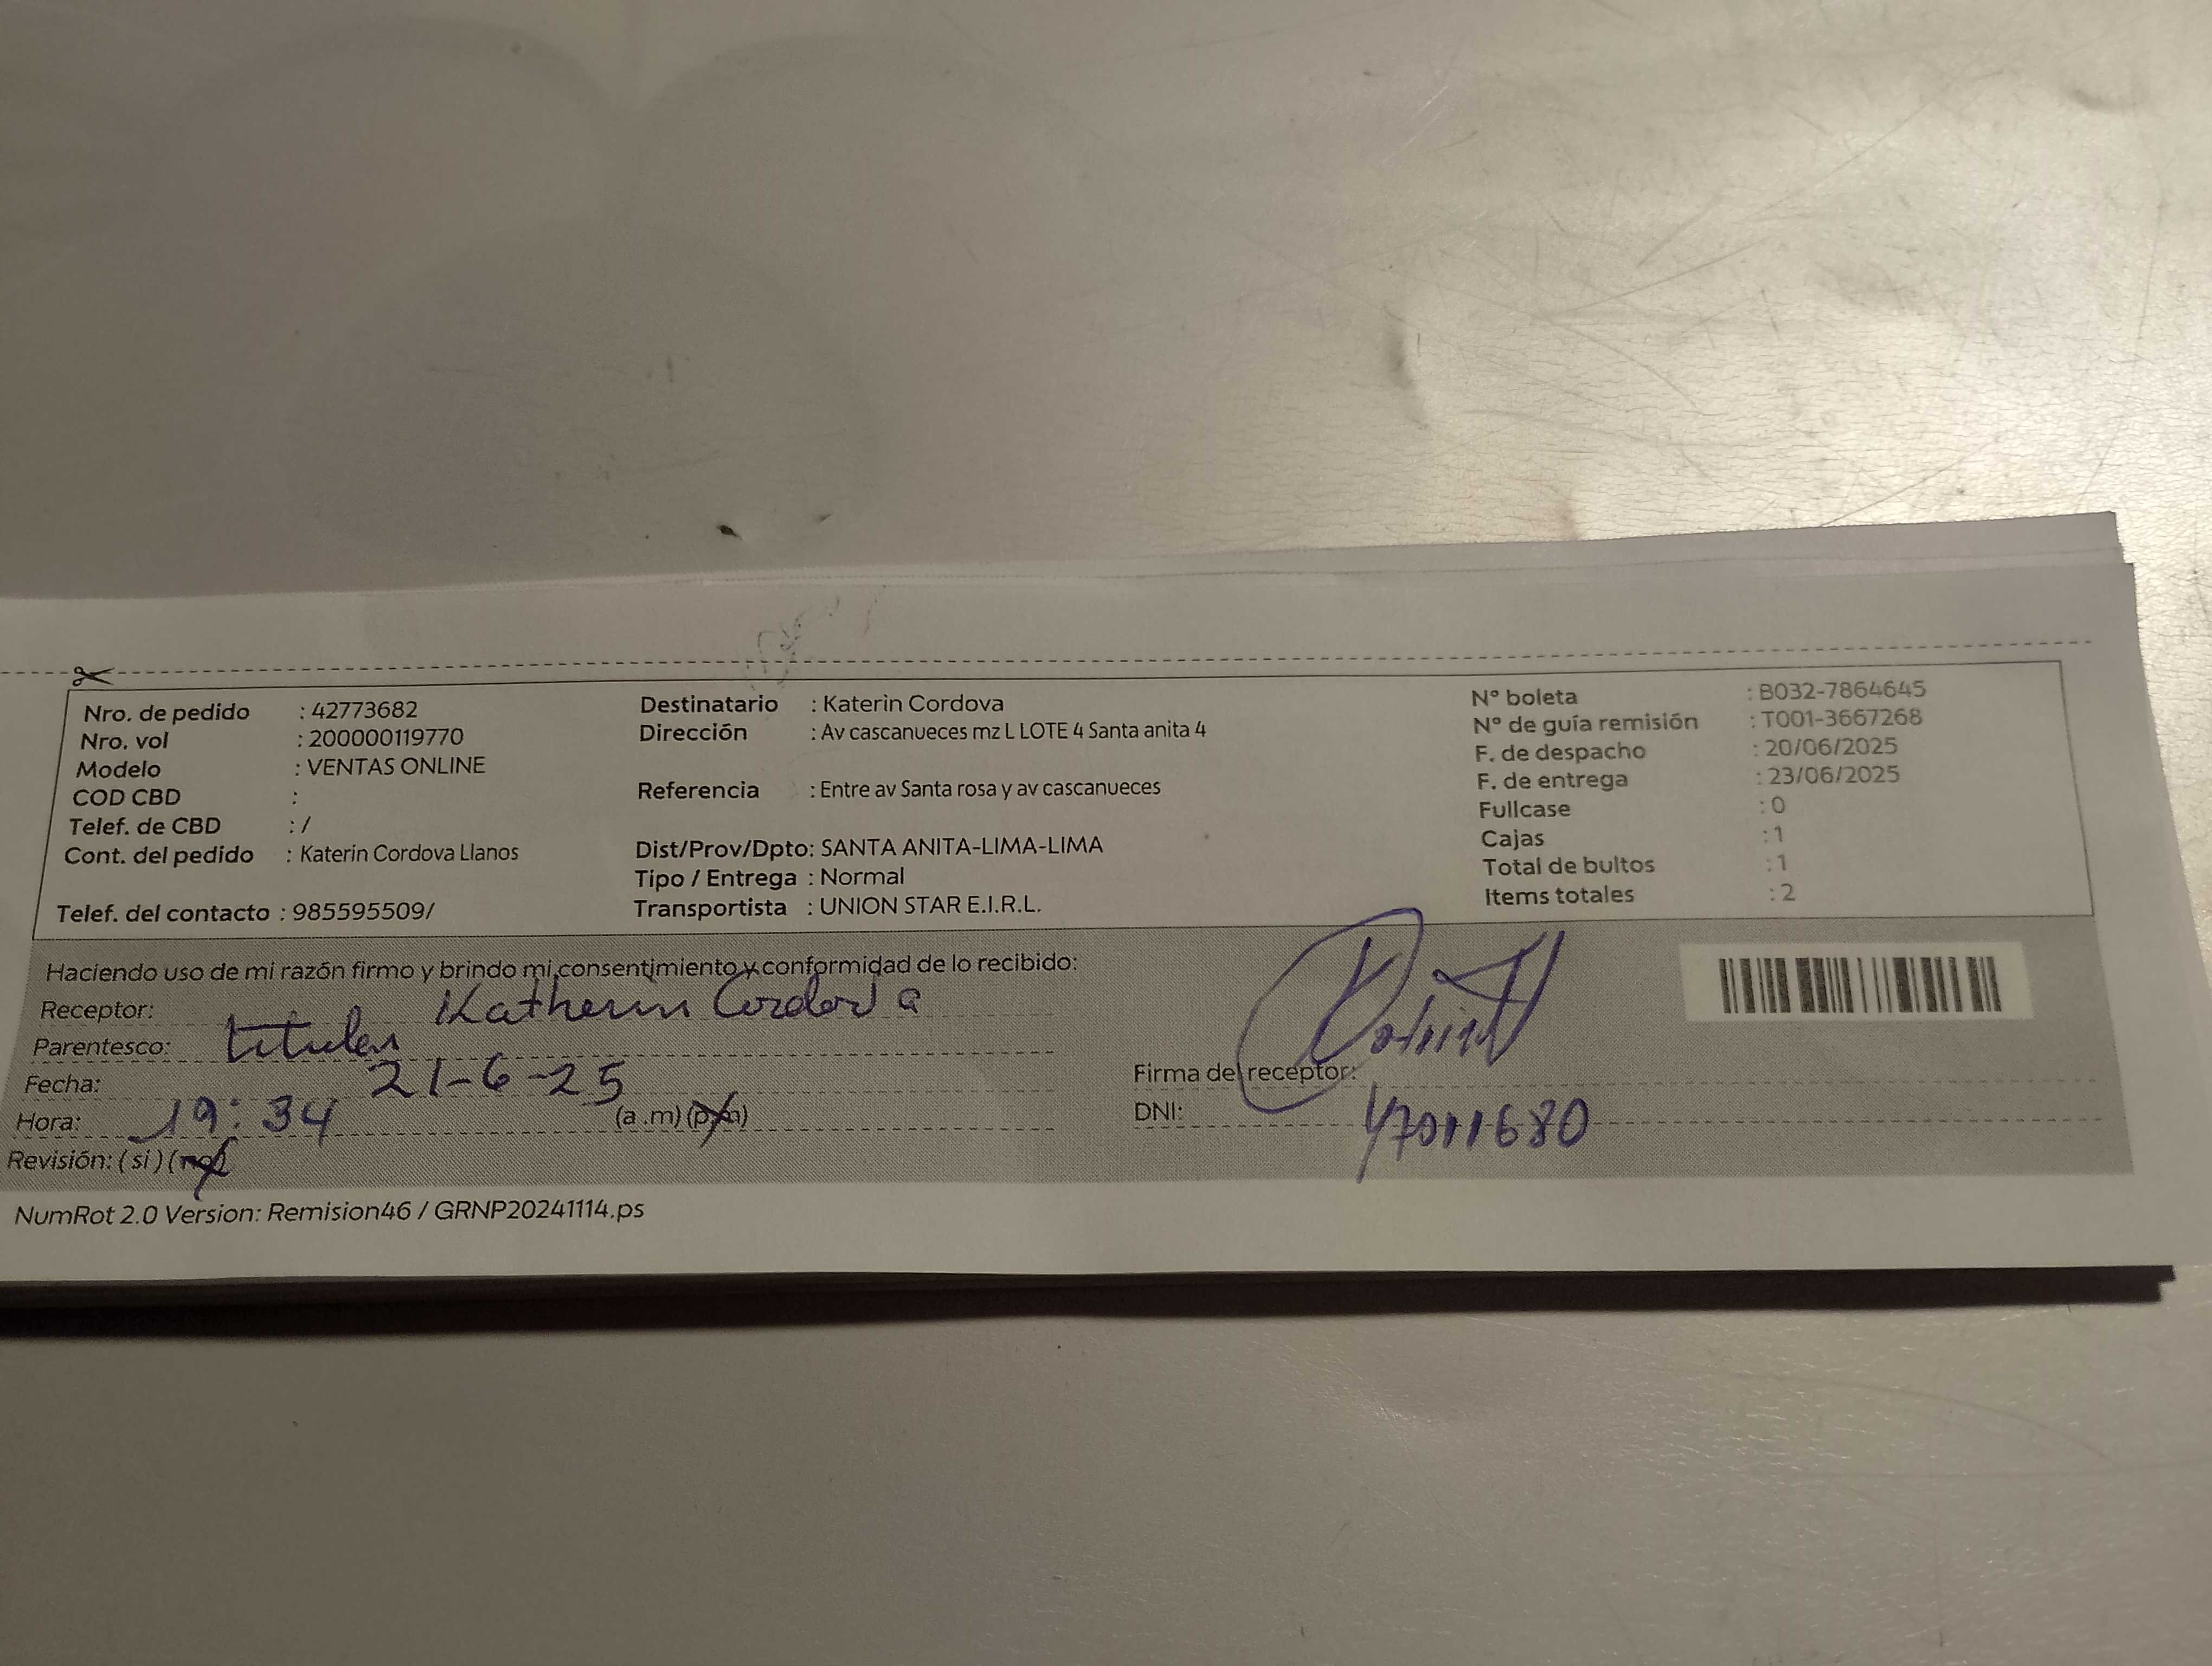 Nro. de pedido : 42773682
Nro. vol : 200000119770
Modelo : VENTAS ONLINE
COD CBD :
Telef. de CBD : /
Cont. del pedido : Katerin Cordova Llanos
Telef. del contacto : 985595509/
Destinatario : Katerin Cordova
Dirección : Av cascanueces mz L LOTE 4 Santa anita 4
Referencia : Entre av Santa rosa y av cascanueces
Dist/Prov/Dpto: SANTA ANITA-LIMA-LIMA
Tipo / Entrega : Normal
Transportista : UNION STAR E.I.R.L.
N° boleta : B032-7864645
N° de guía remisión : T001-3667268
F. de despacho : 20/06/2025
F. de entrega : 23/06/2025
Fullcase : 0
Cajas : 1
Total de bultos : 1
Items totales : 2
Haciendo uso de mi razón firmo y brindo mi consentimiento y conformidad de lo recibido:
Receptor: Katherin Cordova
Parentesco: titular
Fecha: 21-6-25
Hora: 19:34 (a .m) (p.m)
Revisión: ( si ) (no)
Firma del receptor:
DNI: 47011680
NumRot 2.0 Version: Remision46 / GRNP20241114.ps